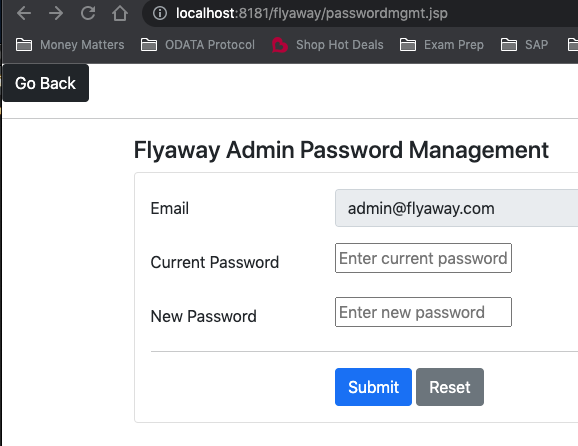 localhost:8181/flyaway/passwordmgmt.jsp
Money Matters ODATA Protocol Shop Hot Deals Exam Prep SAP
Go Back
Flyaway Admin Password Management
Email admin@flyaway.com
Current Password Enter current password
New Password Enter new password
Submit Reset